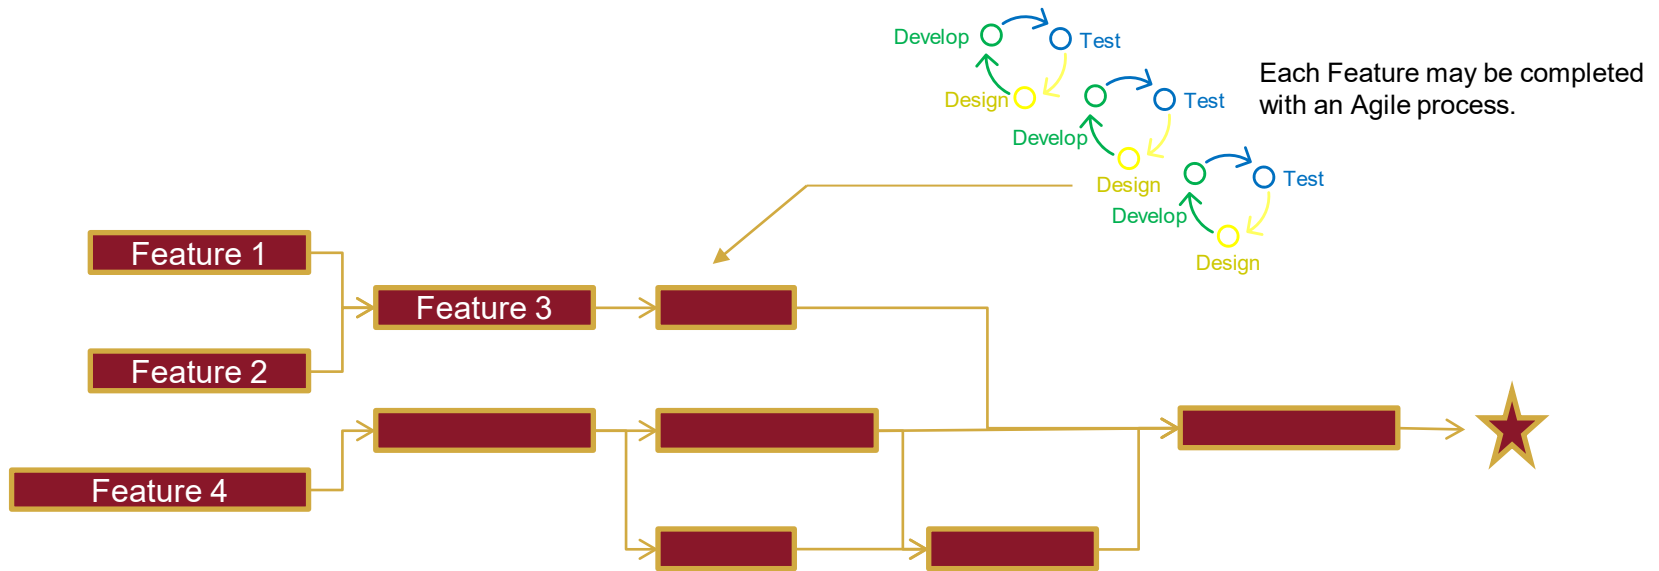 Develop
Test
Each Feature may be completed
with an Agile process.
Design
Test
Develop
Design
Test
Develop
Design
Feature 1
Feature 3
Feature 2
Feature 4